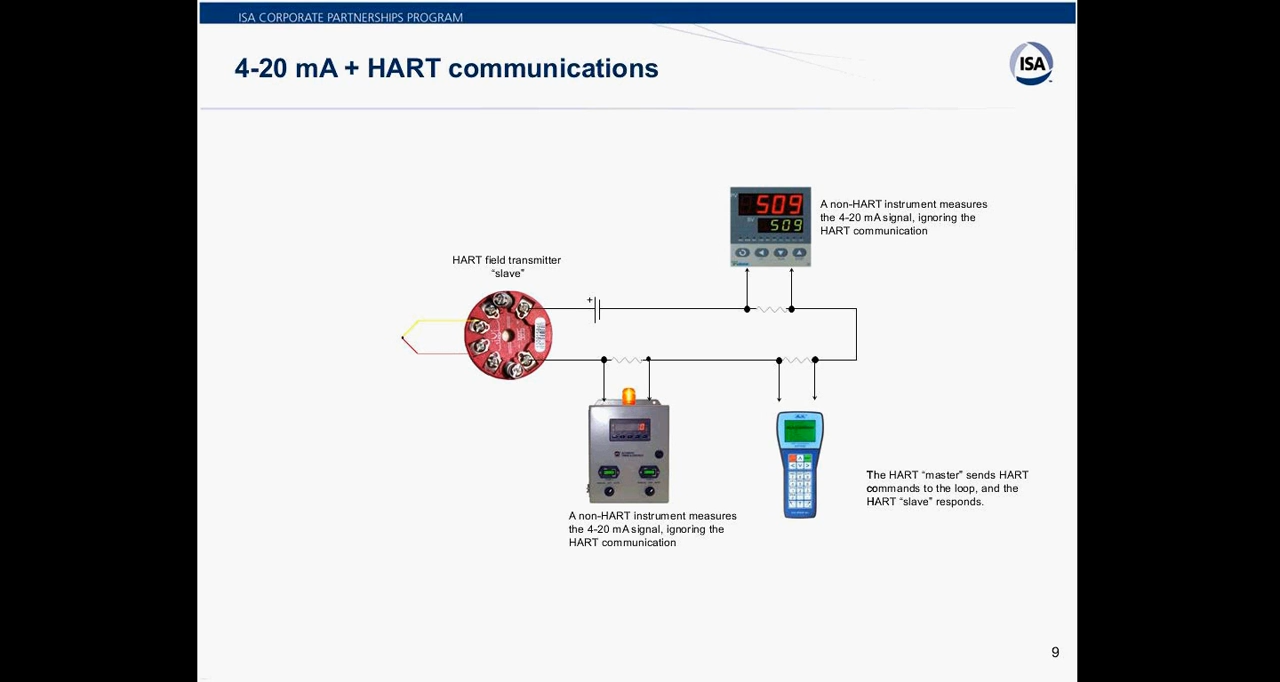 ISA CORPORATE PARTNERSHIPS PROGRAM
4-20 mA + HART communications
ISA
509
509
A non-HART instrument measures
the 4-20 mA signal, ignoring the
HART communication
HART field transmitter
“slave”
+
The HART “master” sends HART
commands to the loop, and the
HART “slave” responds.
A non-HART instrument measures
the 4-20 mA signal, ignoring the
HART communication
9